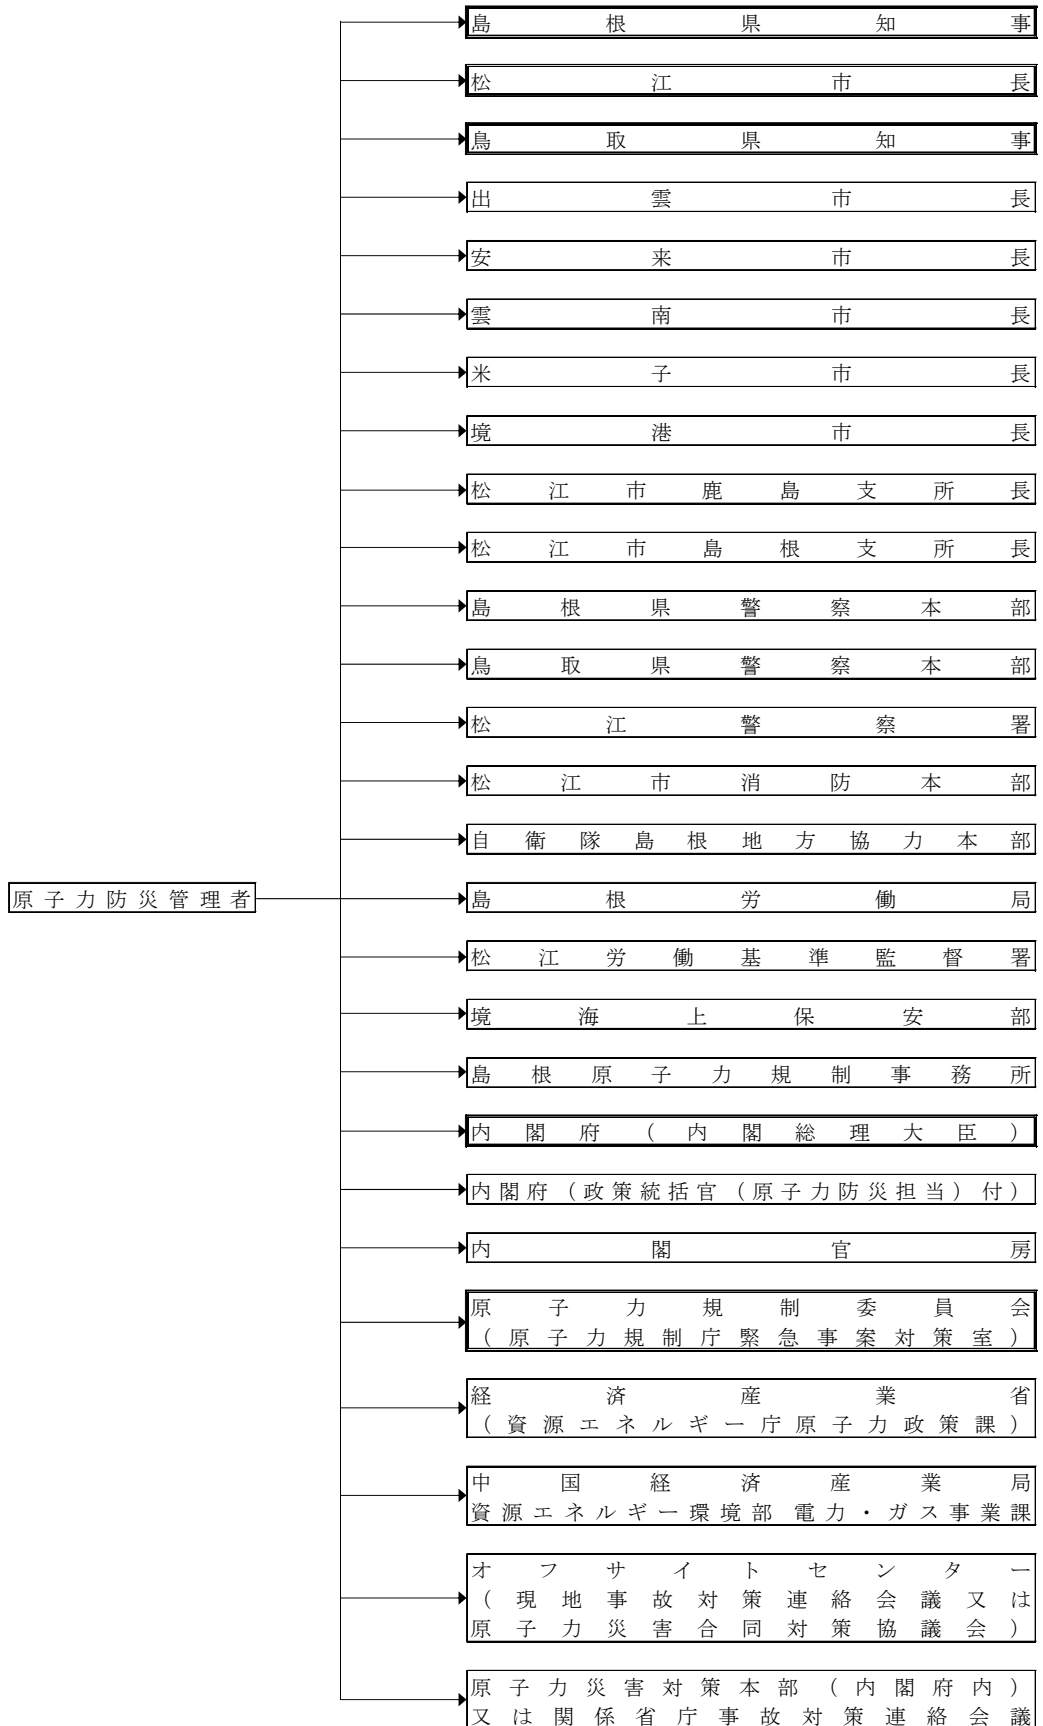 島根県知事
松江市長
鳥取県知事
出雲市長
安来市長
雲南市長
米子市長
境港市長
松江市鹿島支所長
松江市島根支所長
島根県警察本部
鳥取県警察本部
松江警察署
松江市消防本部
自衛隊島根地方協力本部
原子力防災管理者
島根労働局
松江労働基準監督署
境海上保安部
島根原子力規制事務所
内閣府(内閣総理大臣)
内閣府(政策統括官(原子力防災担当)付)
内閣官房
原子力規制委員会
(原子力規制庁緊急事案対策室)
経済産業省
(資源エネルギー庁原子力政策課)
中国経済産業局
資源エネルギー環境部 電力・ガス事業課
オフサイトセンター
(現地事故対策連絡会議又は
原子力災害合同対策協議会)
原子力災害対策本部(内閣府内)
又は関係省庁事故対策連絡会議